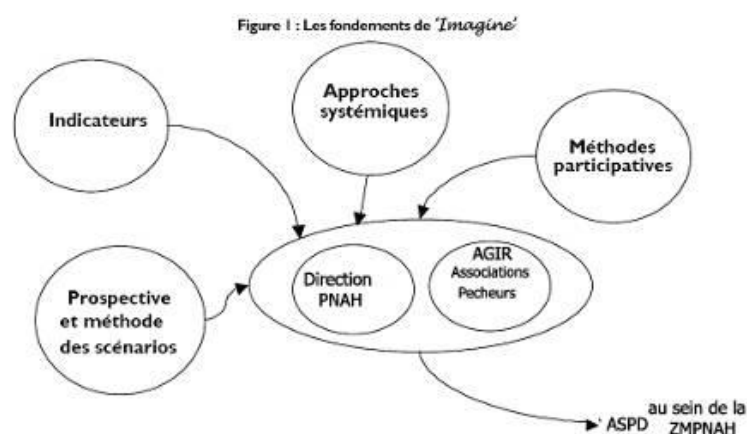 Figure 1 : Les fondements de 'Imagine'
Indicateurs
Approches
systémiques
Méthodes
participatives
Prospective
et méthode
des scénarios
Direction
PNAH
AGIR
Associations
Pecheurs
ASPD
au sein de la
ZMPNAH